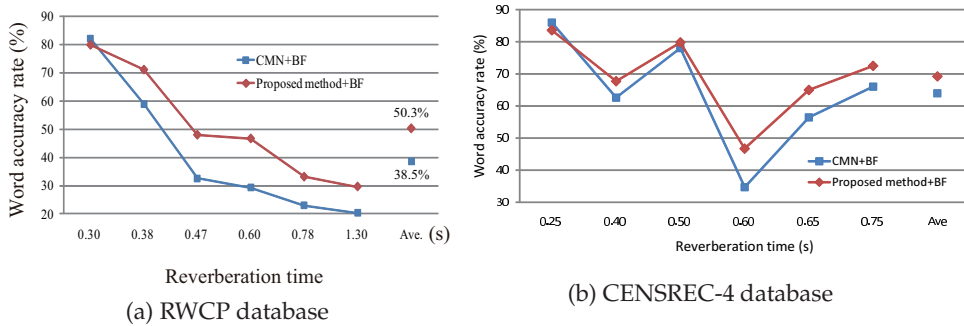 Word accuracy rate (%)
90
80
70
60
50
40
30
20
CMN+BF
Proposed method+BF
50.3%
38.5%
0.30 0.38 0.47 0.60 0.78 1.30 Ave. (s)
Reverberation time
(a) RWCP database
Word accuracy rate (%)
90
80
70
60
50
40
30
CMN+BF
Proposed method+BF
0.25 0.40 0.50 0.60 0.65 0.75 Ave
Reverberation time (s)
(b) CENSREC-4 database